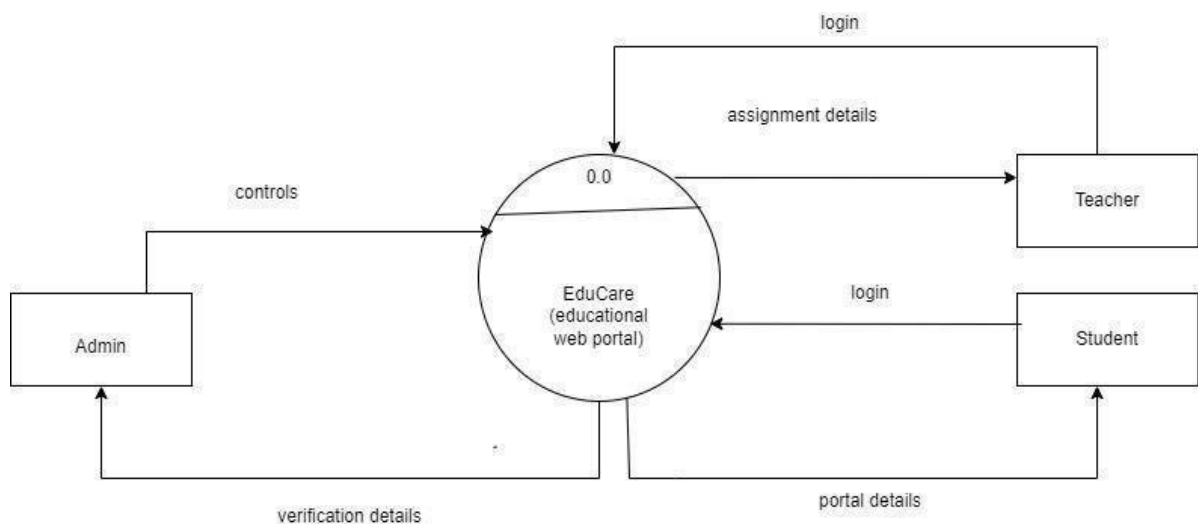 login
assignment details
0.0
Teacher
controls
EduCare
(educational
web portal)
login
Admin
Student
portal details
verification details